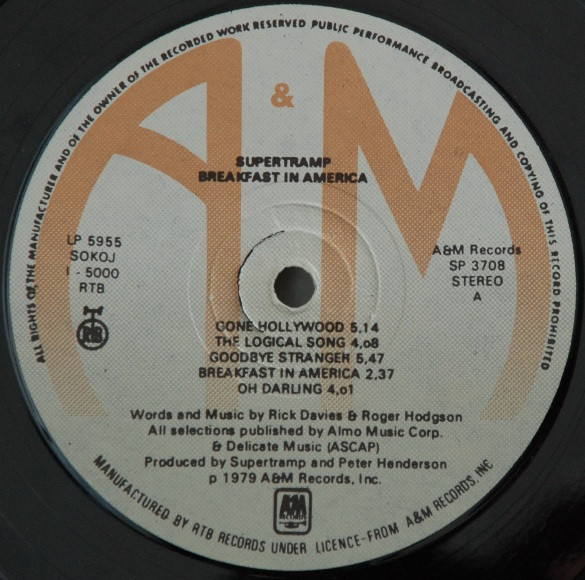 ALL RIGHTS OF THE MANUFACTURER AND OF THE OWNER OF THE RECORDED WORK RESERVED PUBLIC PERFORMANCE BROADCASTING AND COPYING OF THIS RECORD PROHIBITED
A & M
SUPERTRAMP
BREAKFAST IN AMERICA
LP 5955
SOKOJ
I - 5000
RTB
RTB
A&M Records
SP 3708
STEREO
A
GONE HOLLYWOOD 5,14
THE LOGICAL SONG 4,o8
GOODBYE STRANGER 5,47
BREAKFAST IN AMERICA 2,37
OH DARLING 4,o1
Words and Music by Rick Davies & Roger Hodgson
All selections published by Almo Music Corp.
& Delicate Music (ASCAP)
Produced by Supertramp and Peter Henderson
p 1979 A&M Records, Inc.
A&M
RECORDS
MANUFACTURED BY RTB RECORDS UNDER LICENCE-FROM A&M RECORDS, INC